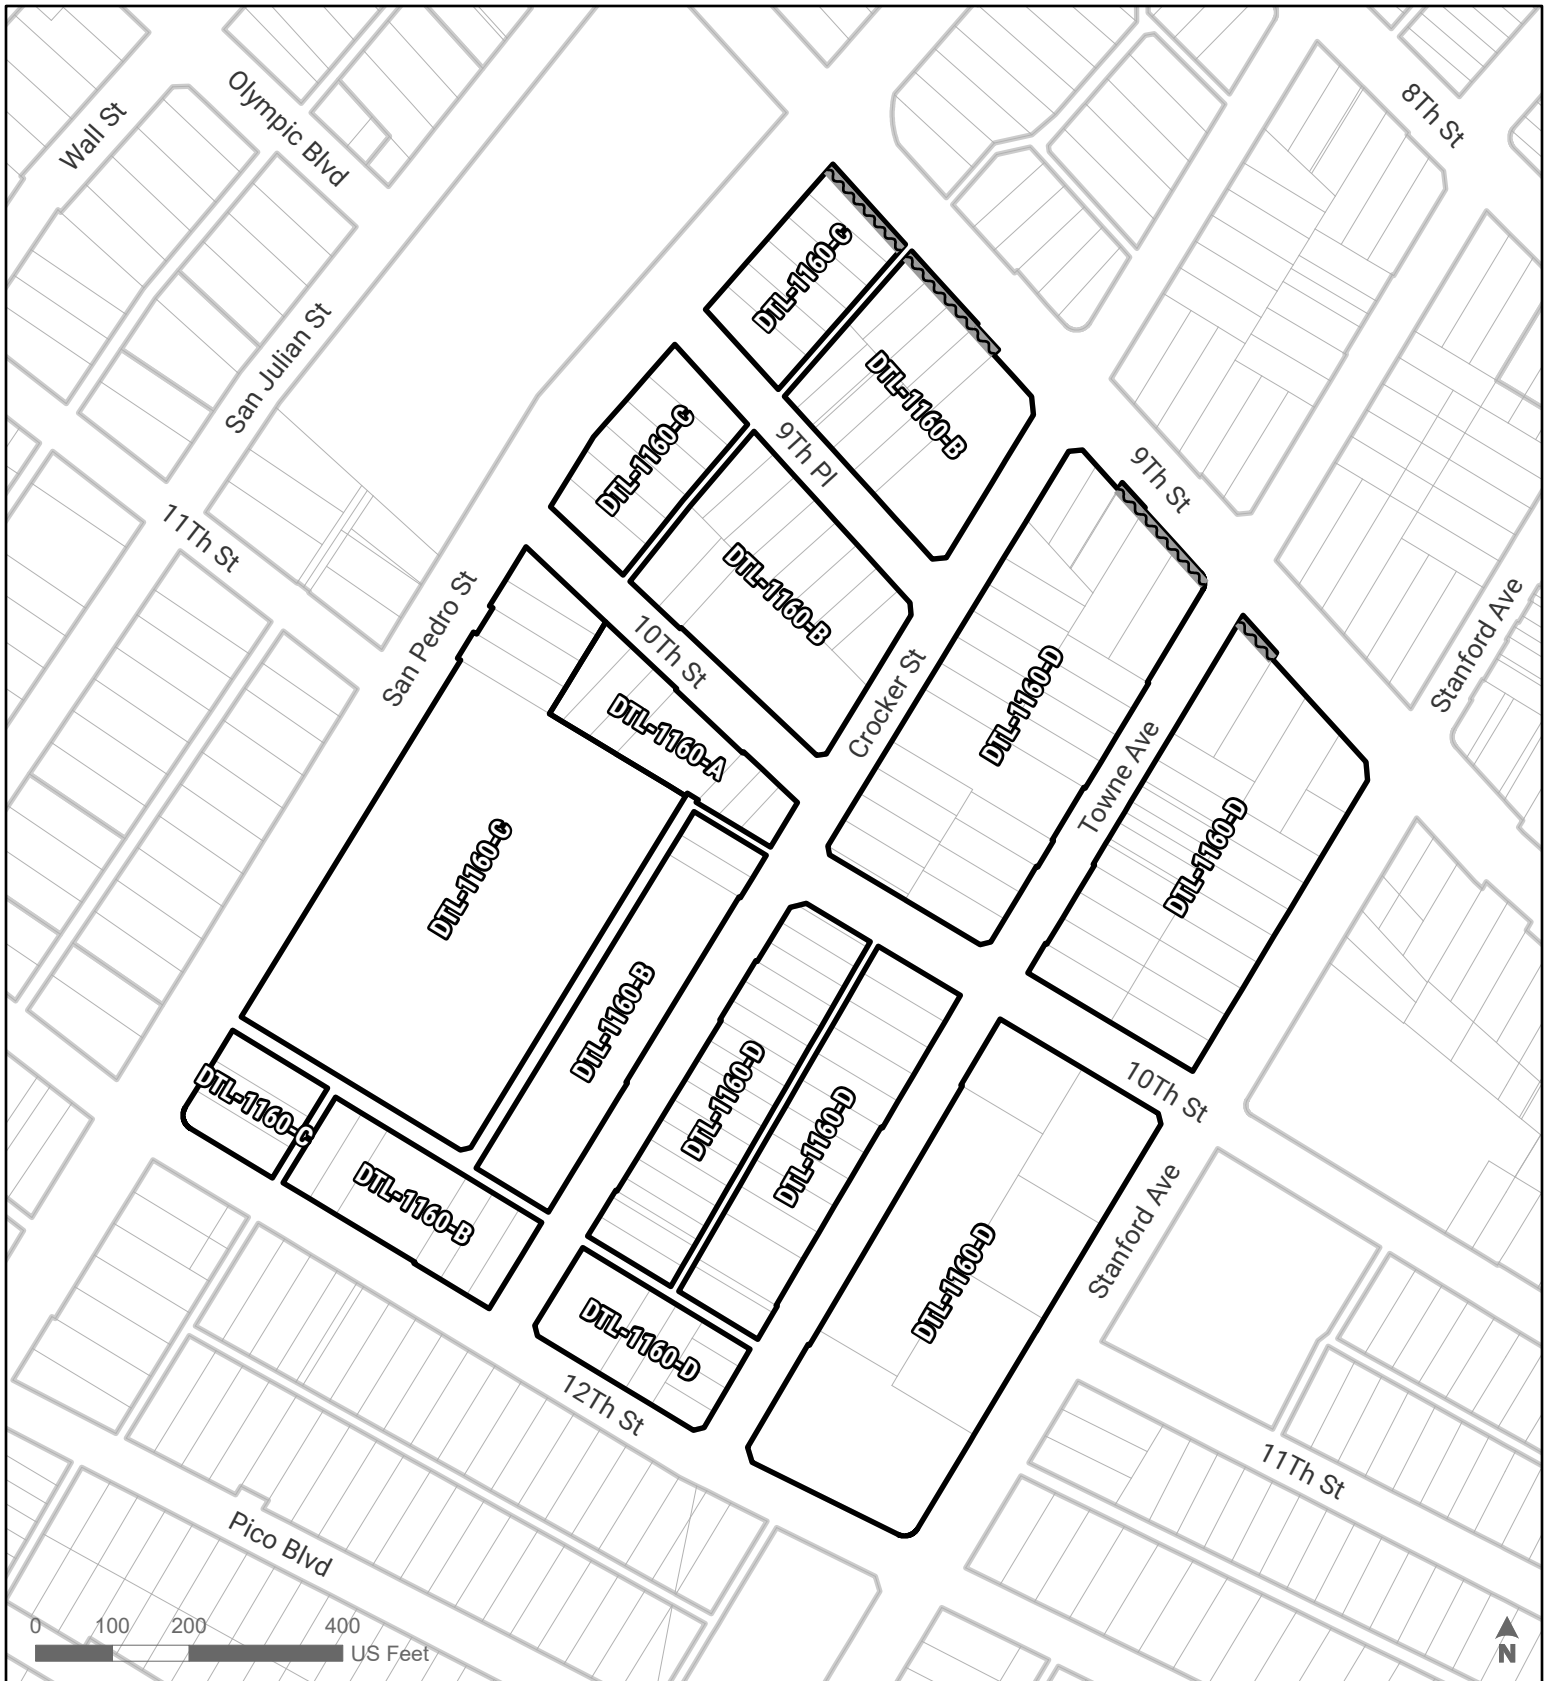 8Th St
Olympic Blvd
Wall St
DTL-1160-C
San Julian St
DTL-1160-B
DTL-1160-C
9Th Pl
9Th St
11Th St
DTL-1160-B
San Pedro St
10Th St
Stanford Ave
Crocker St
DTL-1160-D
DTL-1160-A
Towne Ave
DTL-1160-C
DTL-1160-D
DTL-1160-B
DTL-1160-D
10Th St
DTL-1160-C
DTL-1160-D
DTL-1160-B
Stanford Ave
DTL-1160-D
DTL-1160-D
12Th St
11Th St
Pico Blvd
0 100 200 400
US Feet
N